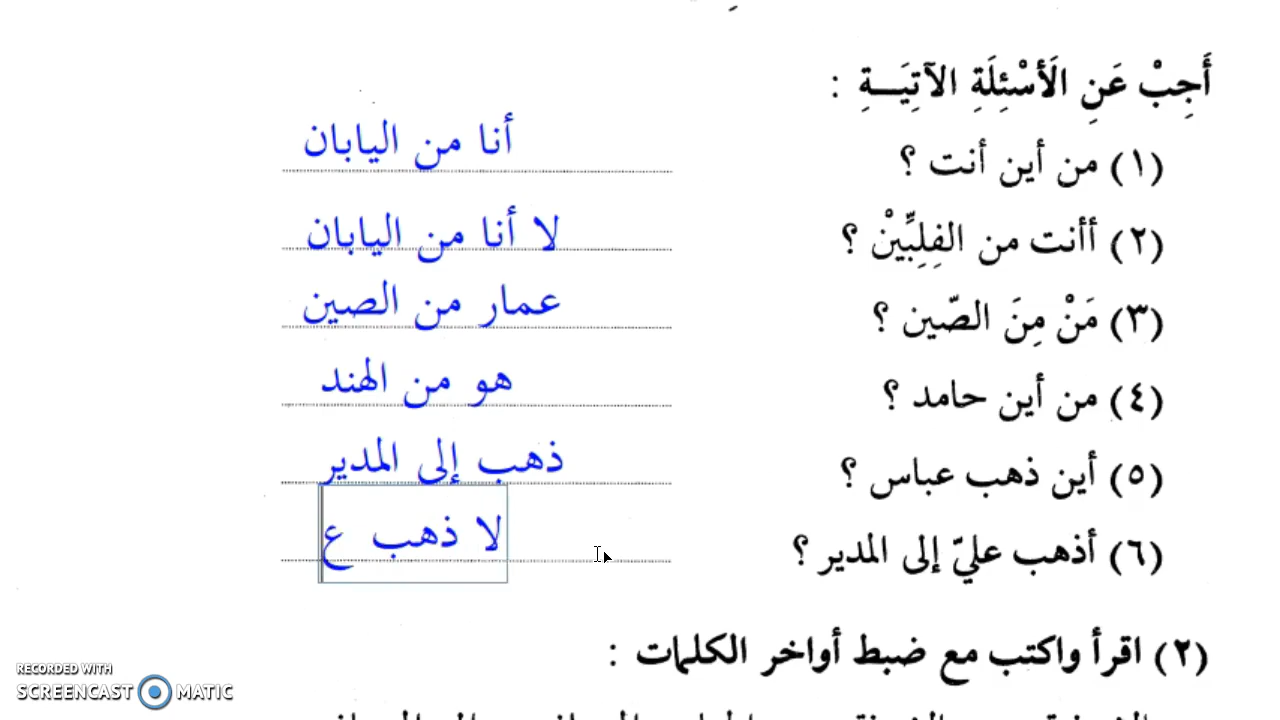 أَجِبْ عَنِ الَأسْئِلَةِ الآتِيَــةِ :
(١) من أين أنت ؟ أنا من اليابان
(٢) أأنت من الفِلِبِّيْن ؟ لا أنا من اليابان
(٣) مَنْ مِنَ الصّين ؟ عمار من الصين
(٤) من أين حامد ؟ هو من الهند
(٥) أين ذهب عباس ؟ ذهب إلى المدير
(٦) أذهب عليّ إلى المدير ؟ لا ذهب ع
(٢) اقرأ واكتب مع ضبط أواخر الكلمات :
RECORDED WITH
SCREENCAST MATIC